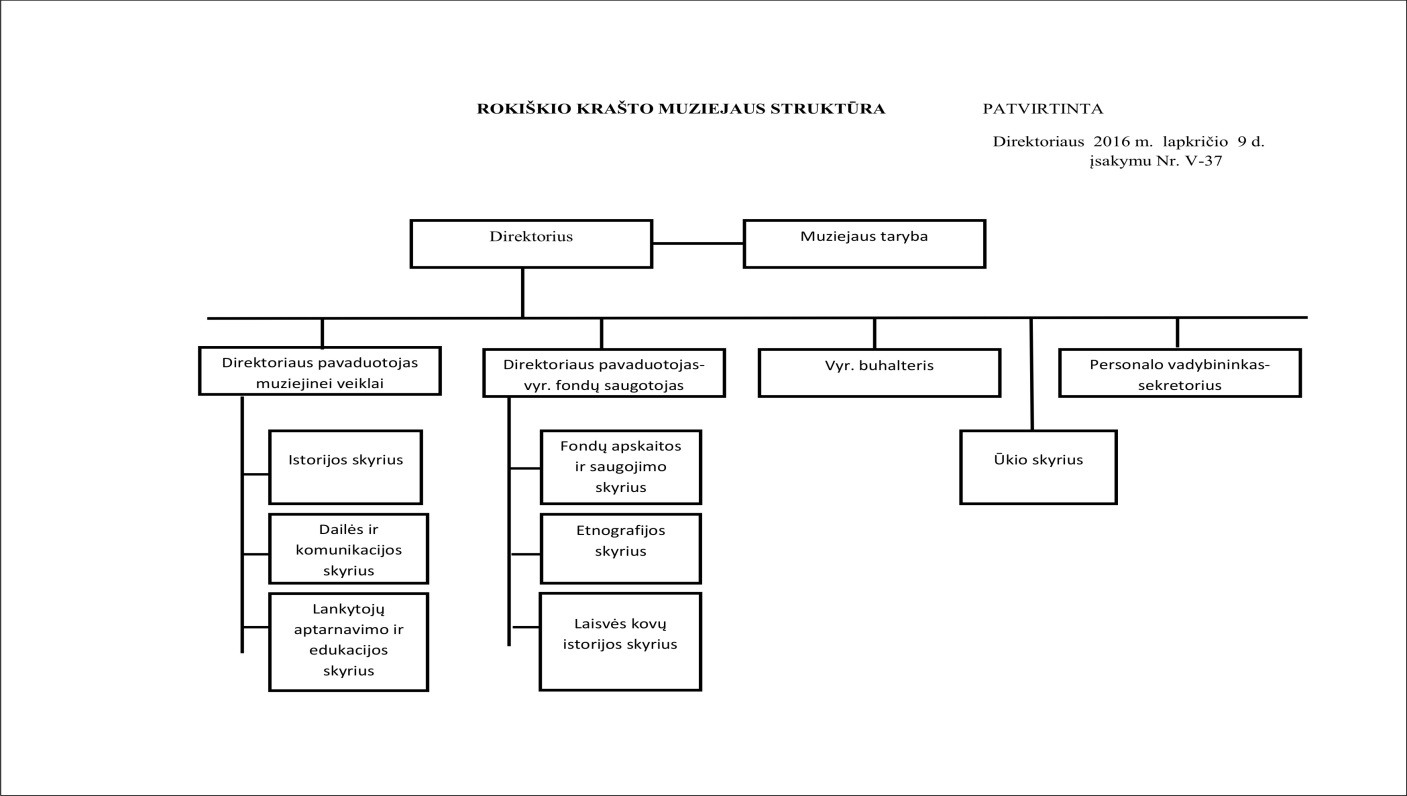 ROKIŠKIO KRAŠTO MUZIEJAUS STRUKTŪRA
PATVIRTINTA
Direktoriaus 2016 m. lapkričio 9 d.
įsakymu Nr. V-37
Direktorius
Muziejaus taryba
Direktoriaus pavaduotojas
muziejinei veiklai
Direktoriaus pavaduotojas-
vyr. fondų saugotojas
Vyr. buhalteris
Personalo vadybininkas-
sekretorius
Istorijos skyrius
Dailės ir
komunikacijos
skyrius
Lankytojų
aptarnavimo ir
edukacijos
skyrius
Fondų apskaitos
ir saugojimo
skyrius
Etnografijos
skyrius
Laisvės kovų
istorijos skyrius
Ūkio skyrius